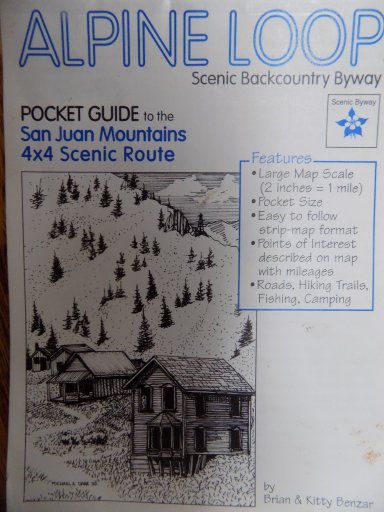 ALPINE LOOP
Scenic Backcountry Byway
POCKET GUIDE to the
San Juan Mountains
4x4 Scenic Route
Scenic Byway
Features
• Large Map Scale
(2 inches = 1 mile)
• Pocket Size
• Easy to follow
strip-map format
• Points of Interest
described on map
with mileages
• Roads, Hiking Trails,
Fishing, Camping
by
Brian & Kitty Benzar